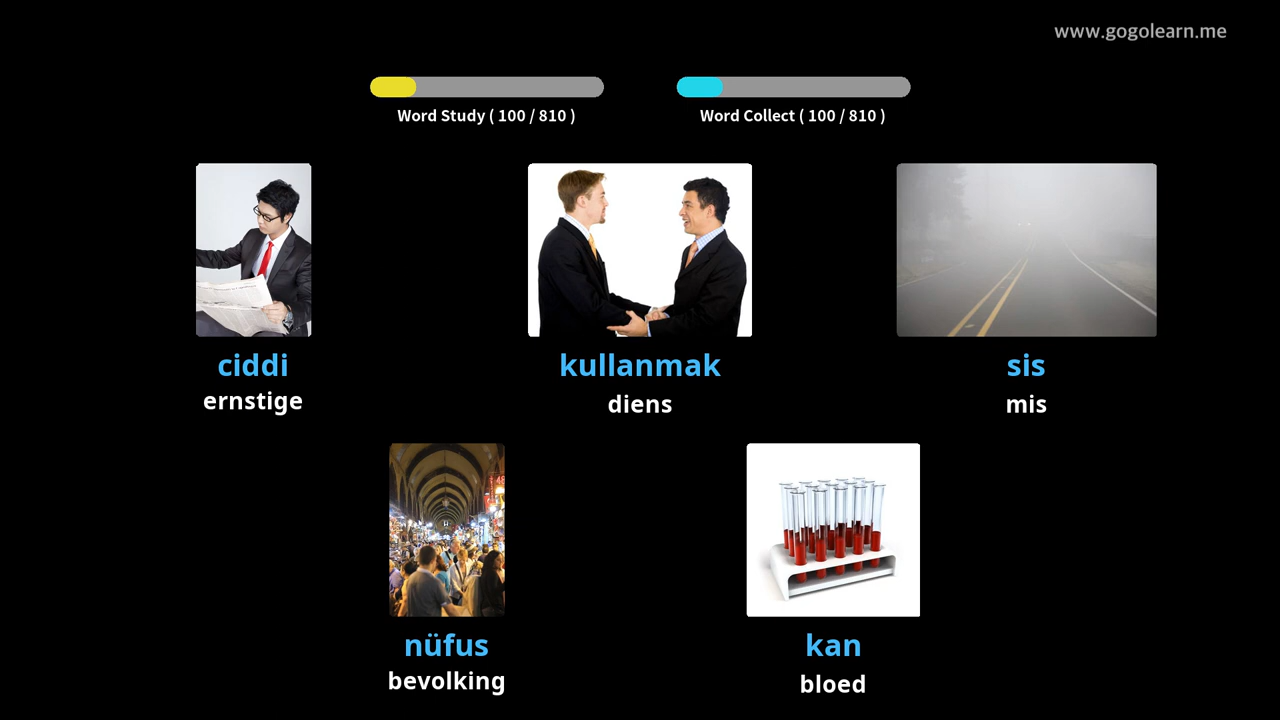 www.gogolearn.me
Word Study ( 100 / 810 )
Word Collect ( 100 / 810 )
ciddi
ernstige
kullanmak
diens
sis
mis
nüfus
bevolking
kan
bloed